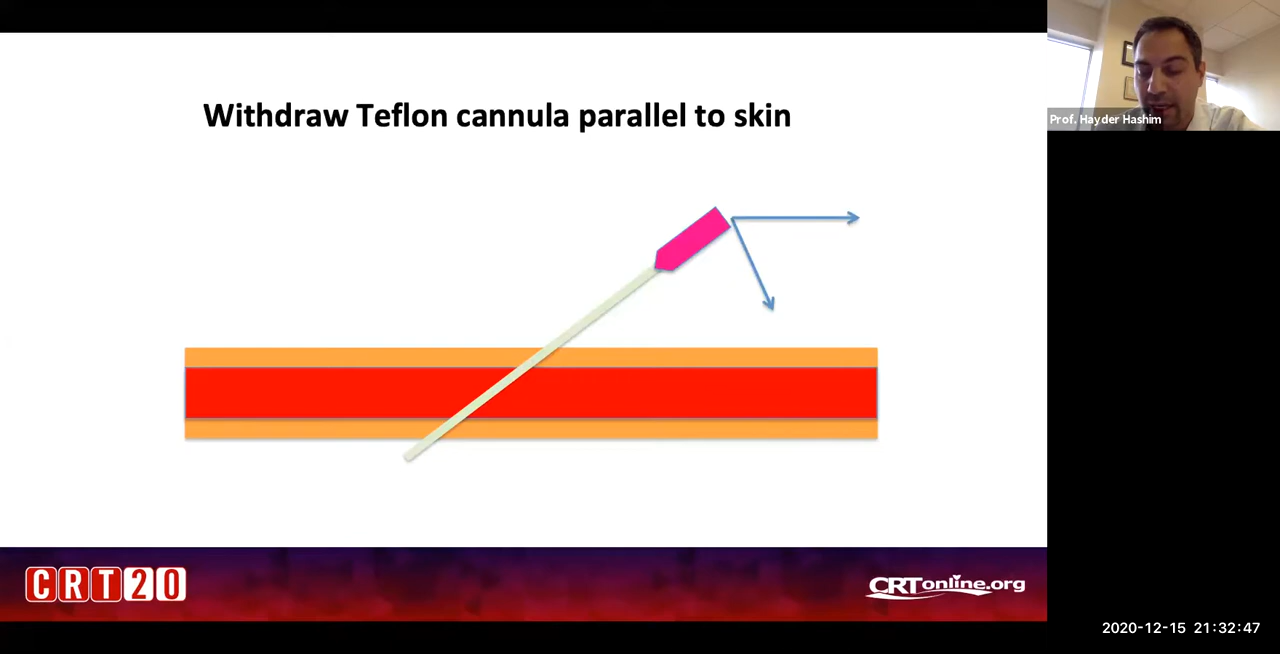 Withdraw Teflon cannula parallel to skin
Prof. Hayder Hashim
CRT20
CRTonline.org
2020-12-15 21:32:47